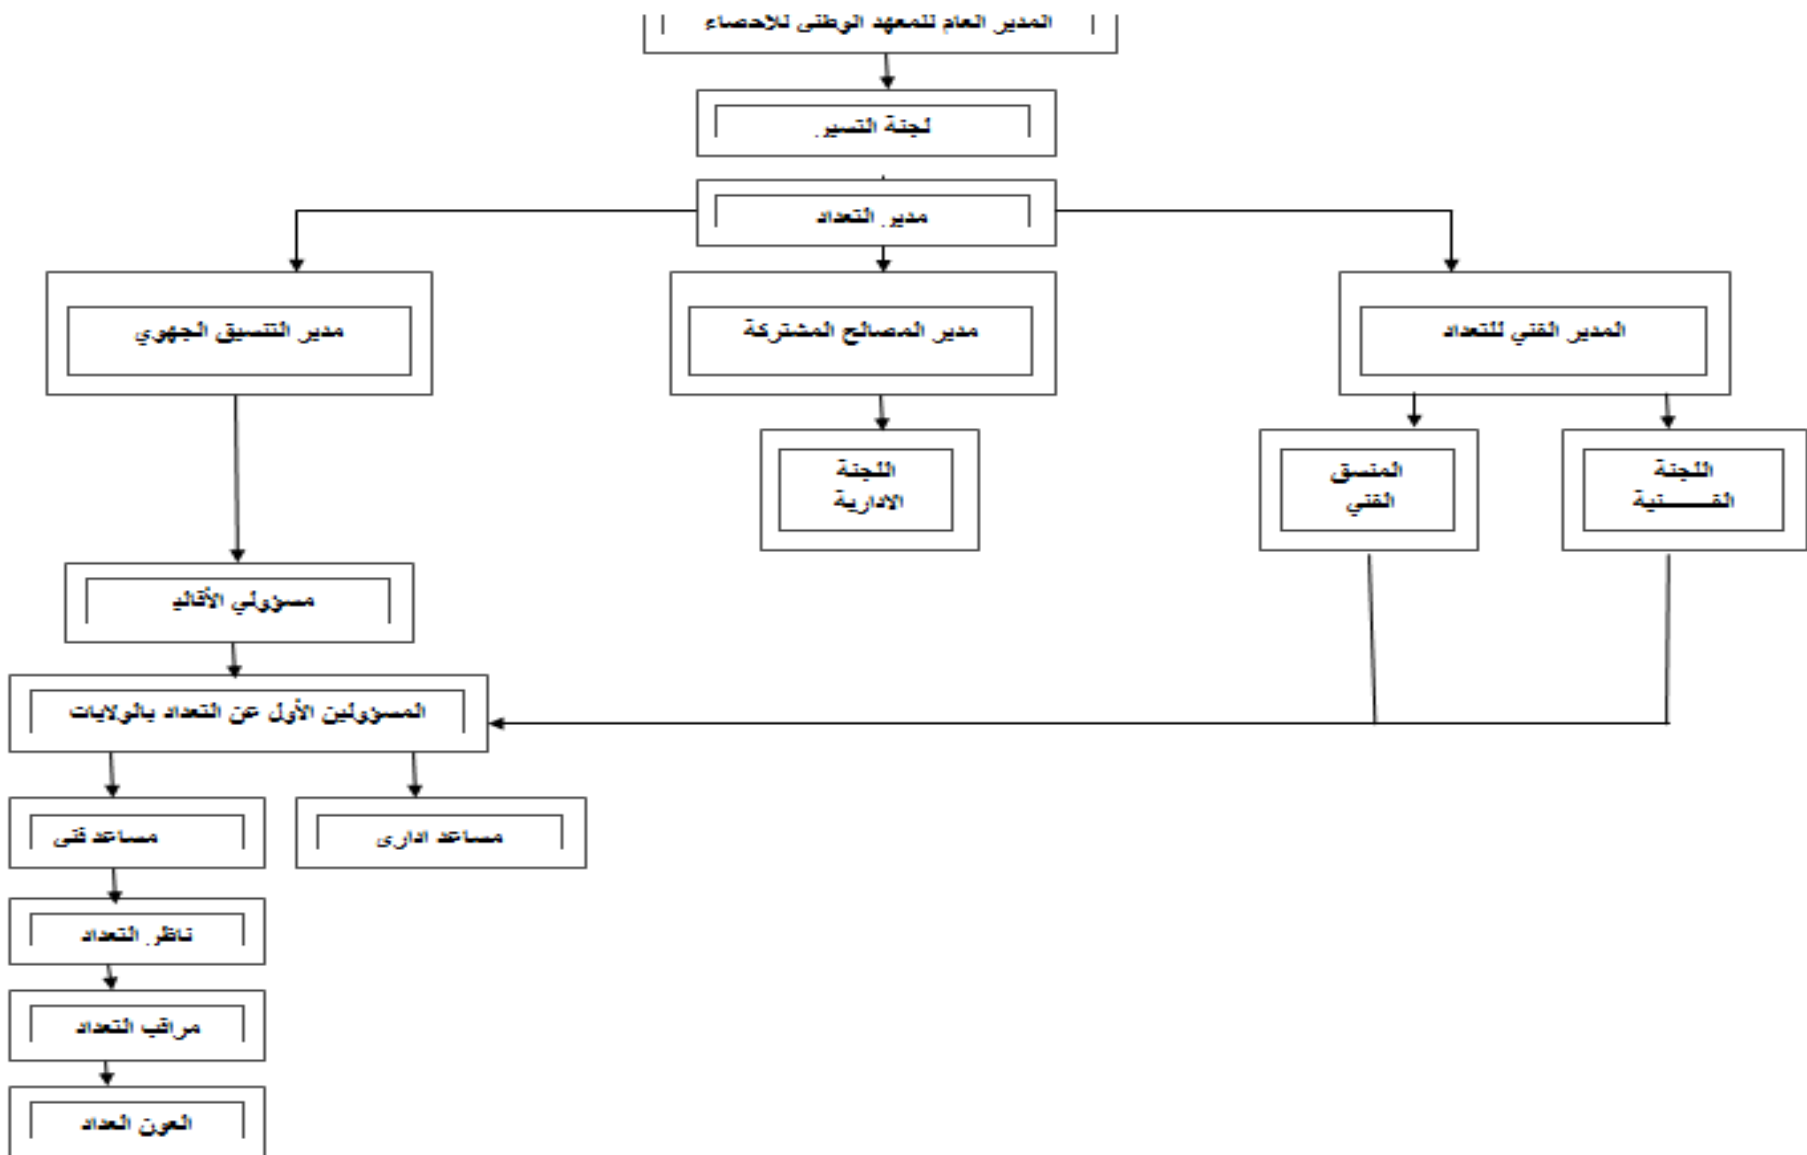 المدير العام للمعهد الوطني للاحصاء
لجنة التسير
مدير التعداد
المدير الفني للتعداد
مدير المصالح المشتركة
مدير التنسيق الجهوي
اللجنة
الفـــــنية
المنسق
الفني
اللجنة
الادارية
مسؤولي الأقالي
المسؤولين الأول عن التعداد بالولايات
مساعد اداري
مساعد فني
ناظر التعداد
مراقب التعداد
العون العداد